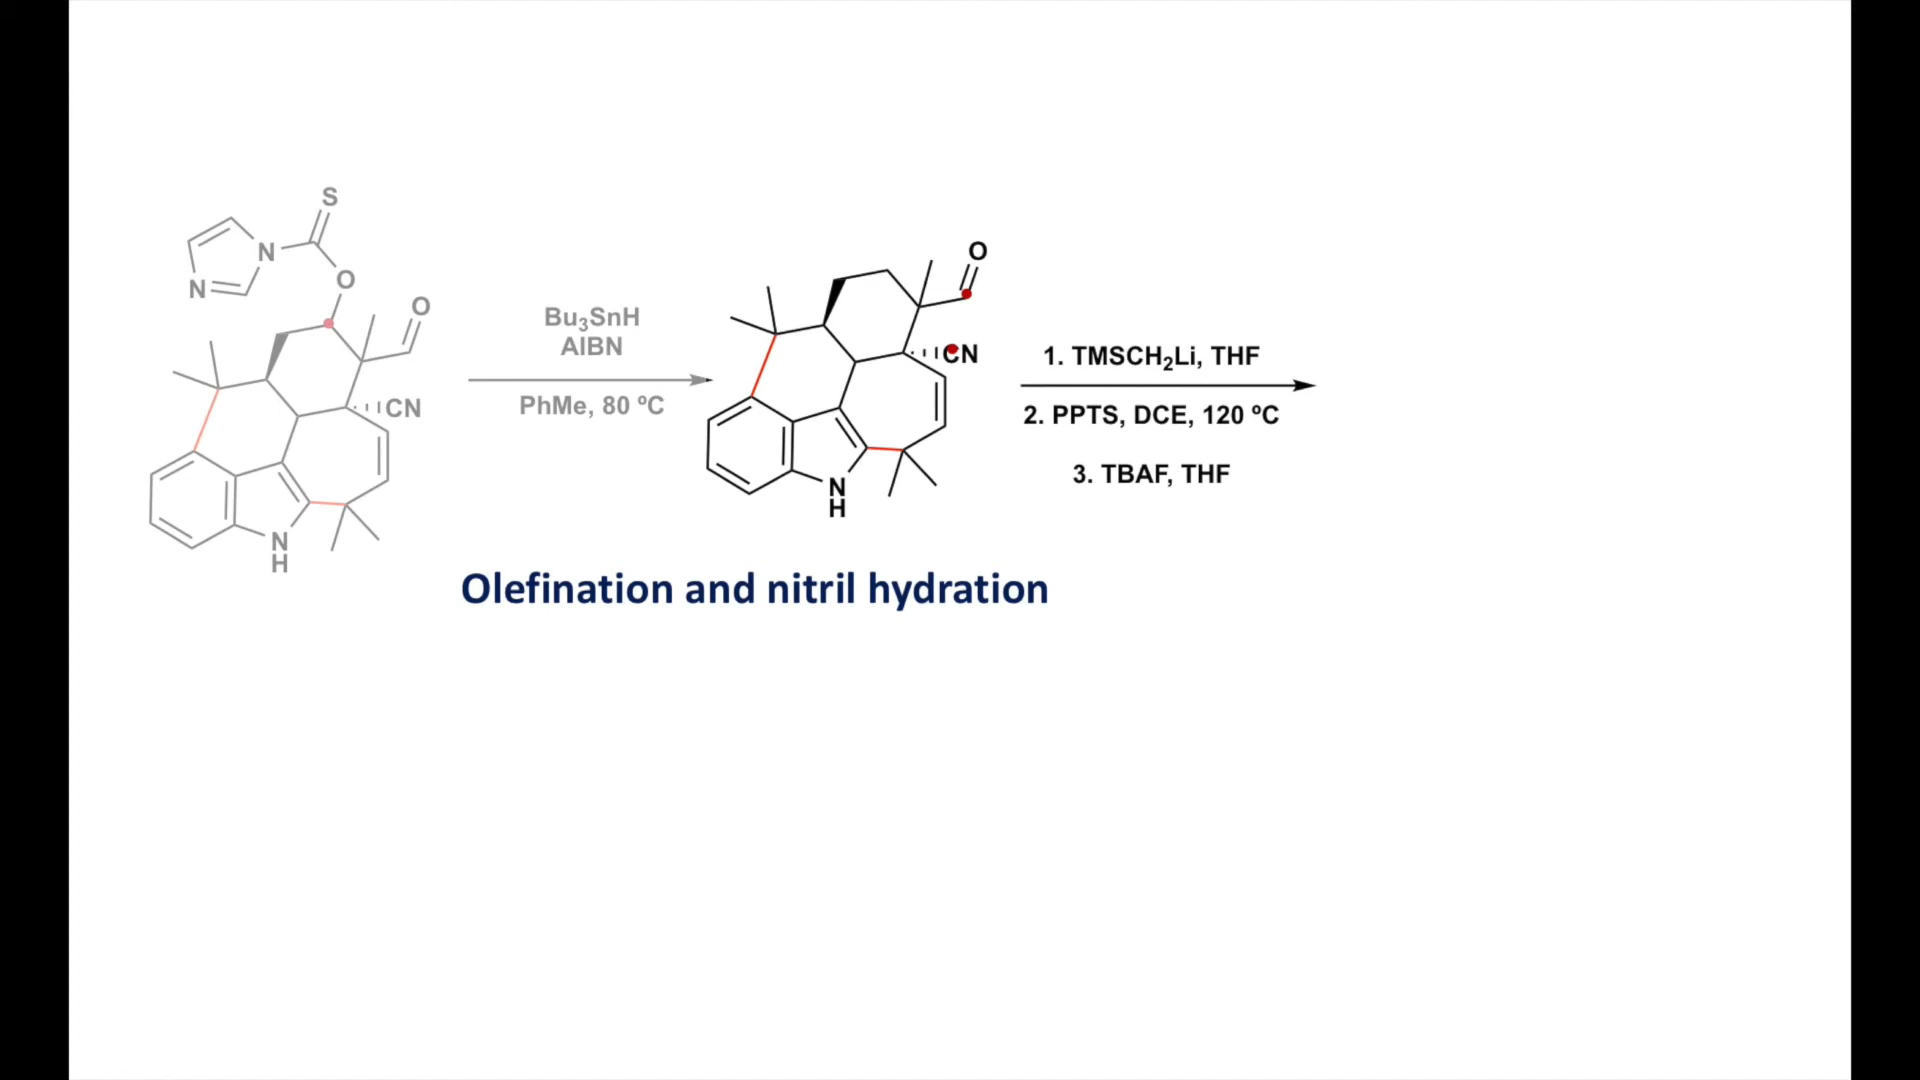 S
N
N
O
O
CN
N
H
Bu₃SnH
AIBN
PhMe, 80 ºC
O
CN
N
H
1. TMSCH₂Li, THF
2. PPTS, DCE, 120 ºC
3. TBAF, THF
Olefination and nitril hydration